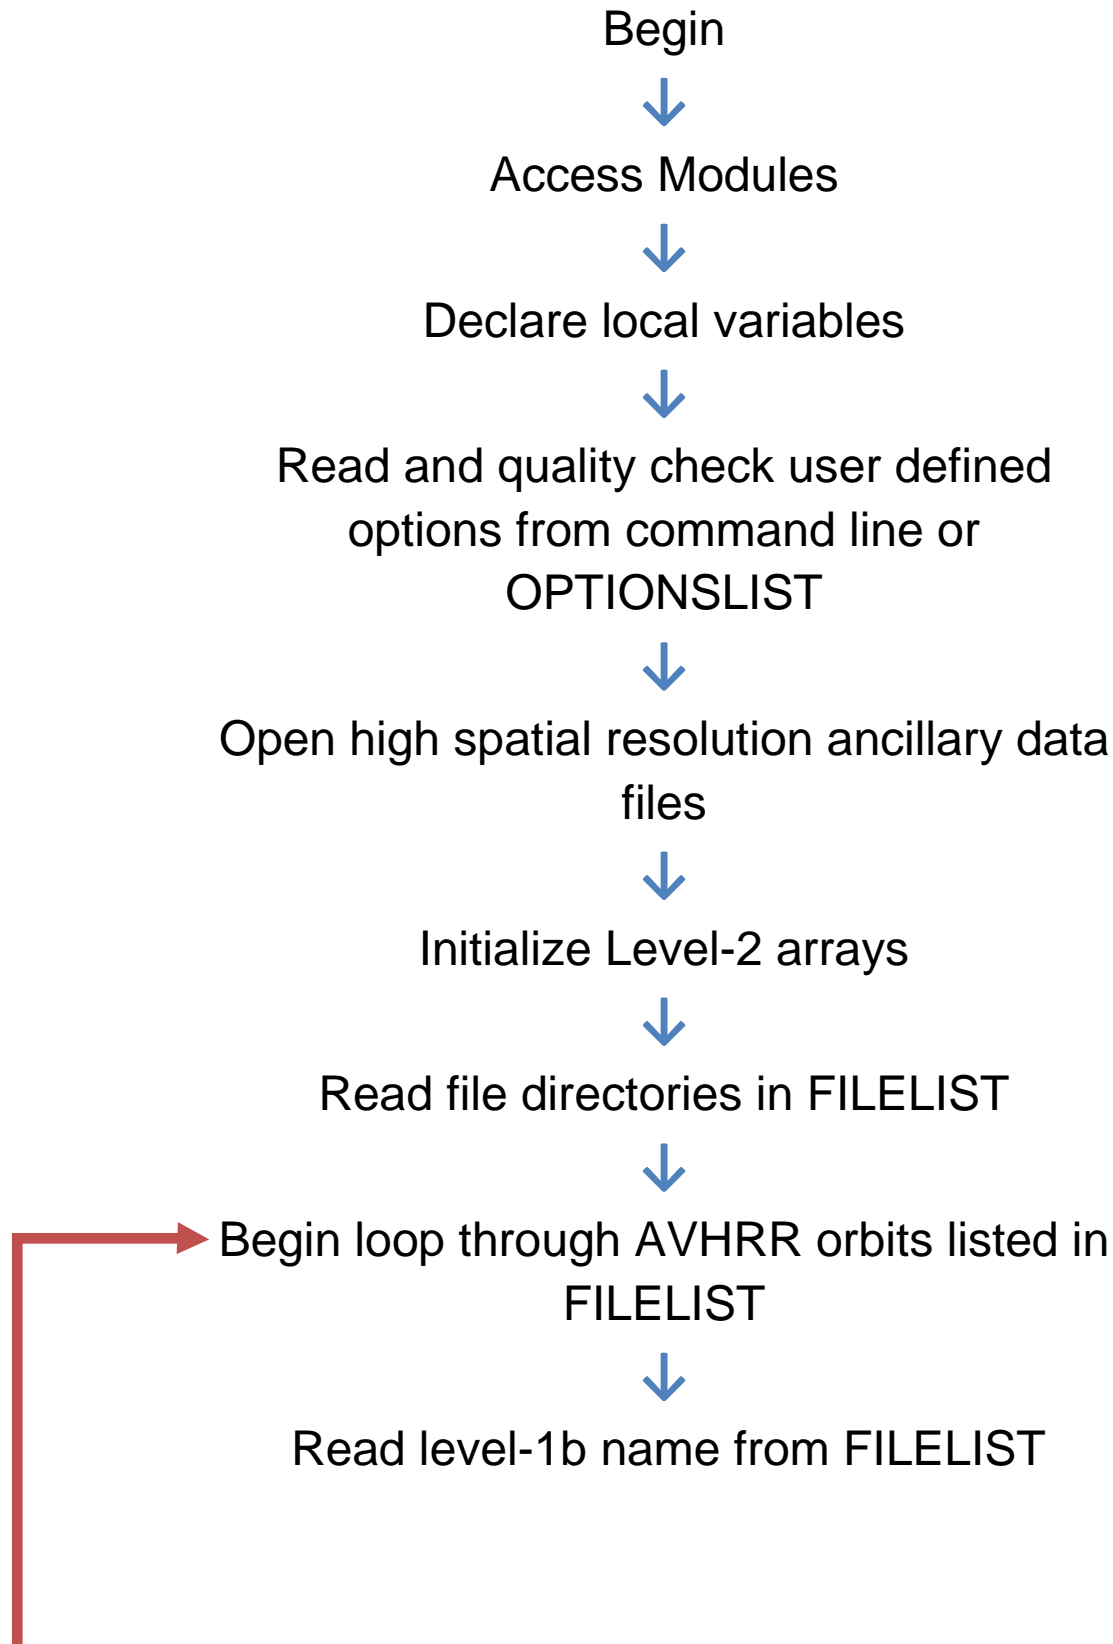 Begin
Access Modules
Declare local variables
Read and quality check user defined
options from command line or
OPTIONSLIST
Open high spatial resolution ancillary data
files
Initialize Level-2 arrays
Read file directories in FILELIST
Begin loop through AVHRR orbits listed in
FILELIST
Read level-1b name from FILELIST